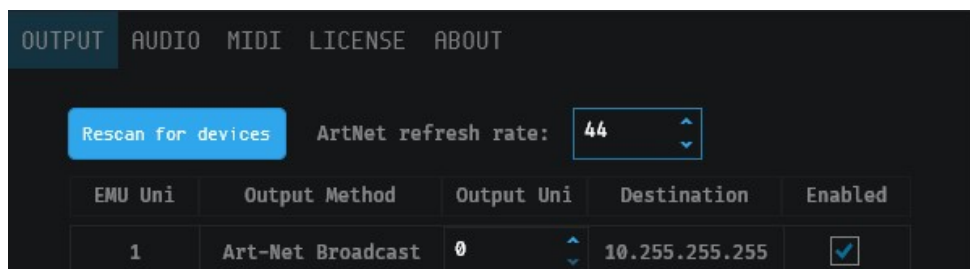 OUTPUT AUDIO MIDI LICENSE ABOUT
Rescan for devices ArtNet refresh rate: 44
EMU Uni Output Method Output Uni Destination Enabled
1 Art-Net Broadcast 0 10.255.255.255